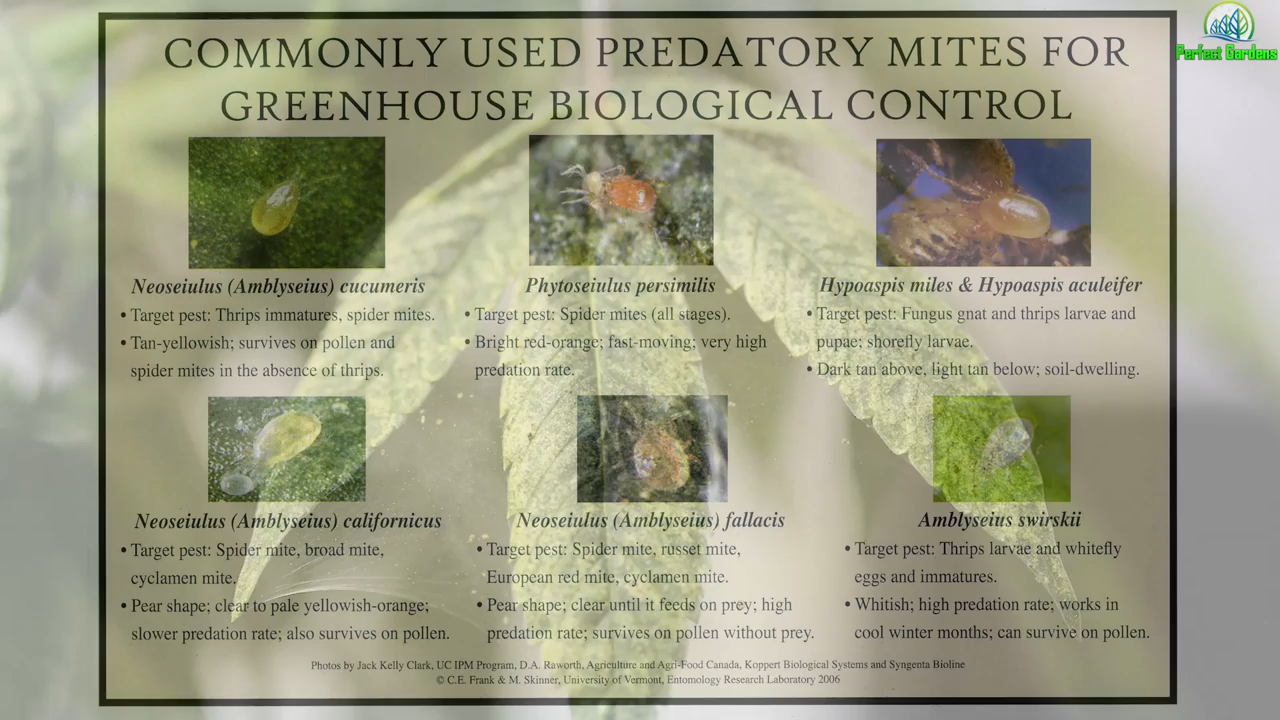 Perfect Gardens
COMMONLY USED PREDATORY MITES FOR
GREENHOUSE BIOLOGICAL CONTROL
Neoseiulus (Amblyseius) cucumeris
• Target pest: Thrips immatures, spider mites.
• Tan-yellowish; survives on pollen and
spider mites in the absence of thrips.
Phytoseiulus persimilis
• Target pest: Spider mites (all stages).
• Bright red-orange; fast-moving; very high
predation rate.
Hypoaspis miles & Hypoaspis aculeifer
• Target pest: Fungus gnat and thrips larvae and
pupae; shorefly larvae.
• Dark tan above, light tan below; soil-dwelling.
Neoseiulus (Amblyseius) californicus
• Target pest: Spider mite, broad mite,
cyclamen mite.
• Pear shape; clear to pale yellowish-orange;
slower predation rate; also survives on pollen.
Neoseiulus (Amblyseius) fallacis
• Target pest: Spider mite, russet mite,
European red mite, cyclamen mite.
• Pear shape; clear until it feeds on prey; high
predation rate; survives on pollen without prey.
Amblyseius swirskii
• Target pest: Thrips larvae and whitefly
eggs and immatures.
• Whitish; high predation rate; works in
cool winter months; can survive on pollen.
Photos by Jack Kelly Clark, UC IPM Program, D.A. Raworth, Agriculture and Agri-Food Canada, Koppert Biological Systems and Syngenta Bioline
© C.E. Frank & M. Skinner, University of Vermont, Entomology Research Laboratory 2006